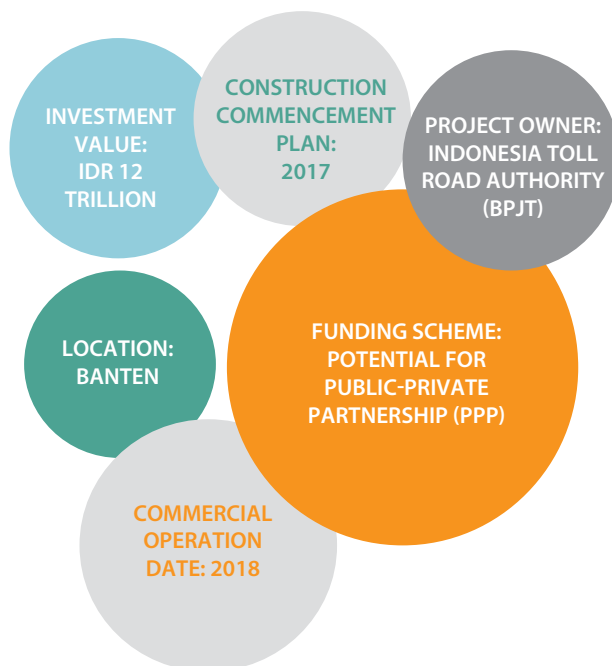 INVESTMENT
VALUE:
IDR 12
TRILLION
CONSTRUCTION
COMMENCEMENT
PLAN:
2017
PROJECT OWNER:
INDONESIA TOLL
ROAD AUTHORITY
(BPJT)
LOCATION:
BANTEN
FUNDING SCHEME:
POTENTIAL FOR
PUBLIC-PRIVATE
PARTNERSHIP (PPP)
COMMERCIAL
OPERATION
DATE: 2018